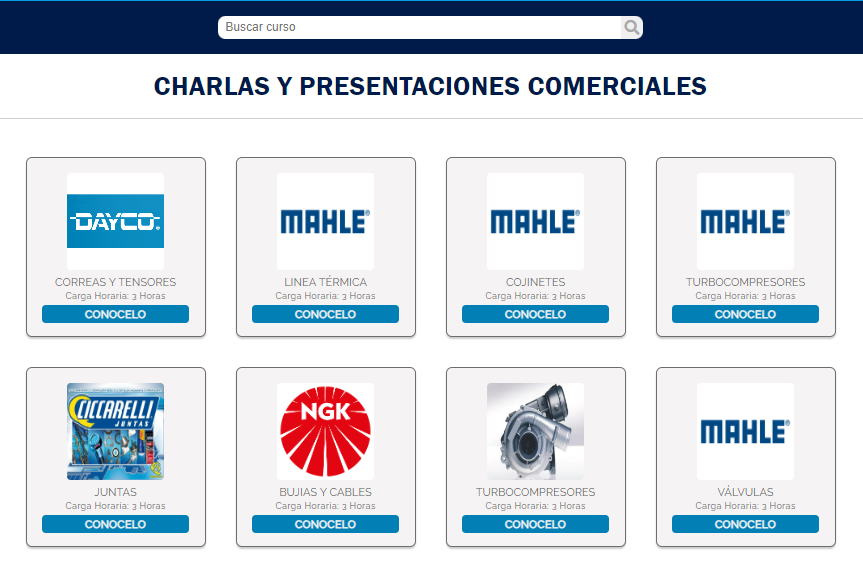 Buscar curso
CHARLAS Y PRESENTACIONES COMERCIALES
DAYCO®
CORREAS Y TENSORES
Carga Horaria: 3 Horas
CONOCELO
MAHLE®
LINEA TÉRMICA
Carga Horaria: 3 Horas
CONOCELO
MAHLE®
COJINETES
Carga Horaria: 3 Horas
CONOCELO
MAHLE®
TURBOCOMPRESORES
Carga Horaria: 3 Horas
CONOCELO
CICCARELLI
JUNTAS
JUNTAS
Carga Horaria: 3 Horas
CONOCELO
NGK
BUJIAS Y CABLES
Carga Horaria: 3 Horas
CONOCELO
TURBOCOMPRESORES
Carga Horaria: 3 Horas
CONOCELO
MAHLE®
VÁLVULAS
Carga Horaria: 3 Horas
CONOCELO